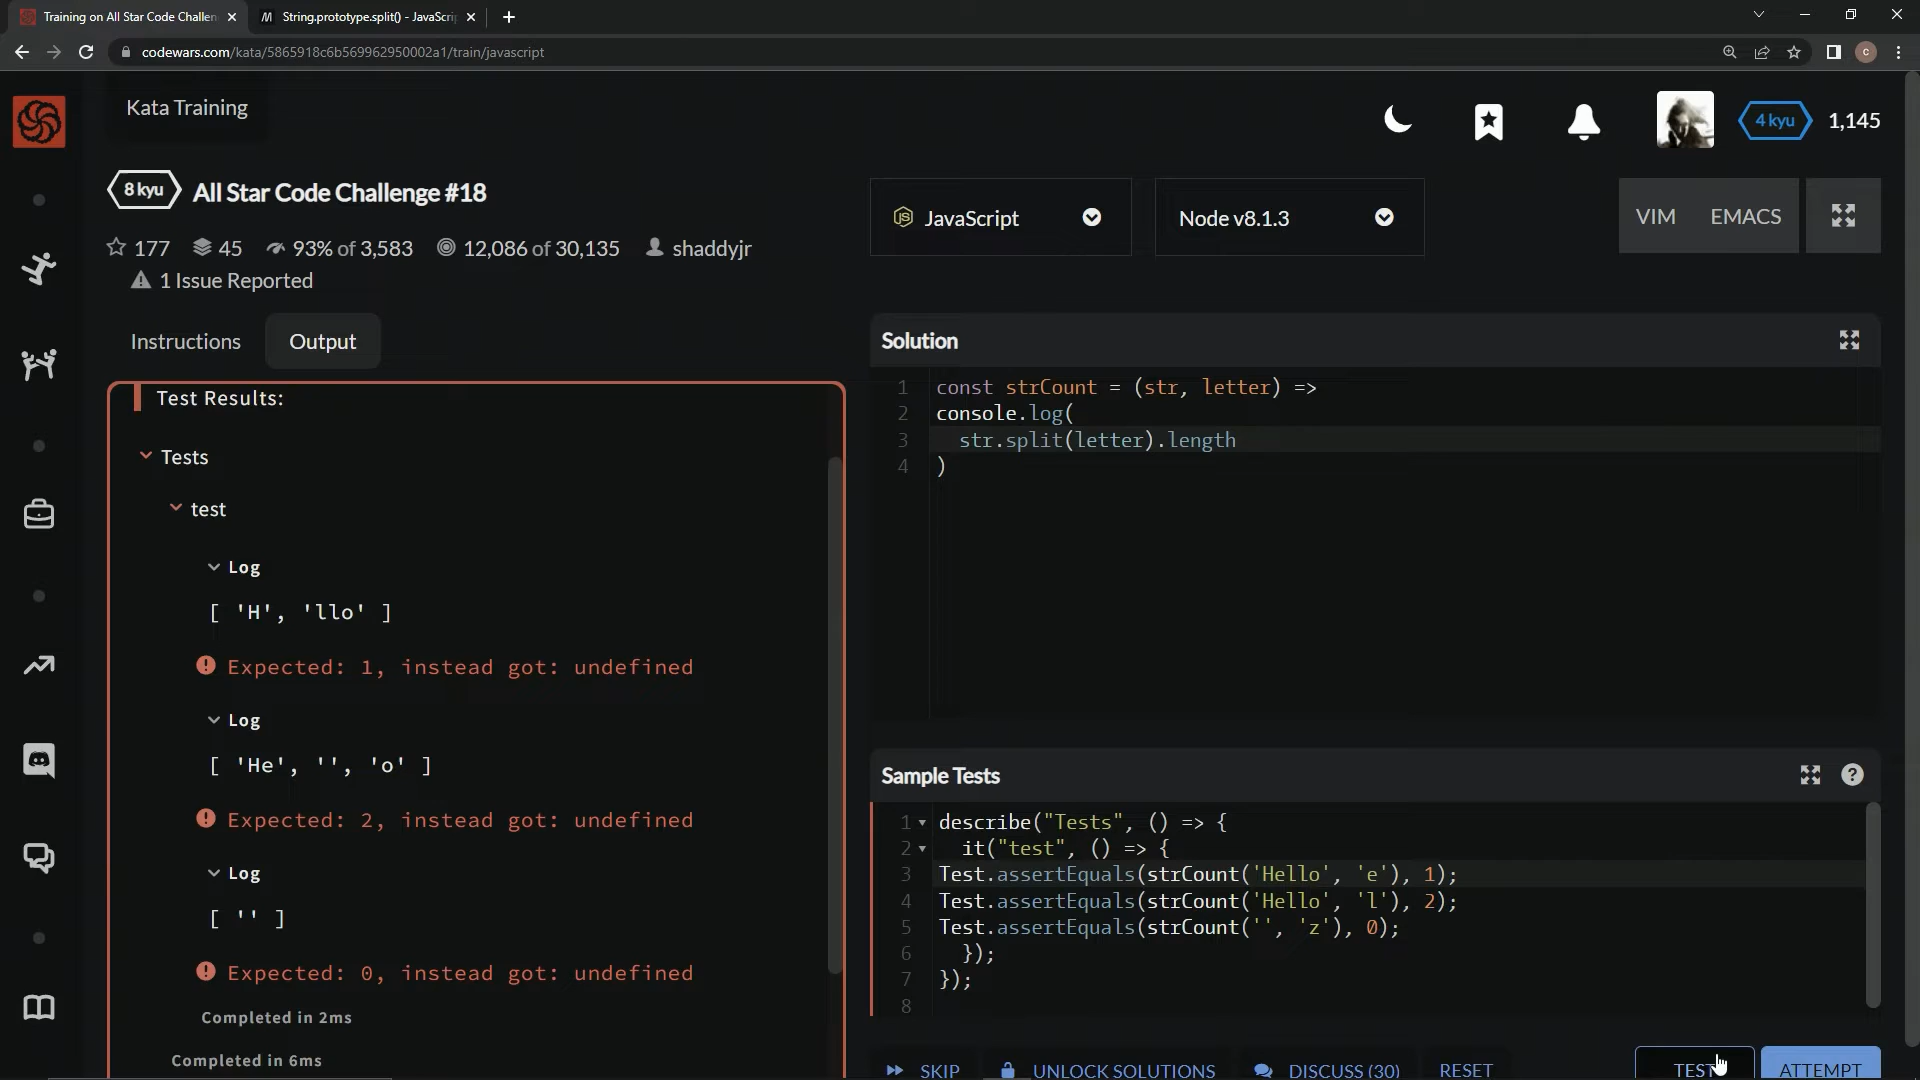 Training on All Star Code Challen
String.prototype.split() - JavaScrip
codewars.com/kata/5865918c6b569962950002a1/train/javascript
C
Kata Training
4 kyu
1,145
8 kyu
All Star Code Challenge #18
177
45
93% of 3,583
12,086 of 30,135
shaddyjr
1 Issue Reported
JavaScript
Node v8.1.3
VIM
EMACS
Instructions
Output
Test Results:
Tests
test
Log
[ 'H', 'llo' ]
Expected: 1, instead got: undefined
Log
[ 'He', '', 'o' ]
Expected: 2, instead got: undefined
Log
[ '' ]
Expected: 0, instead got: undefined
Completed in 2ms
Completed in 6ms
Solution
1 const strCount = (str, letter) =>
2 console.log(
3 str.split(letter).length
4 )
Sample Tests
1 describe("Tests", () => {
2 it("test", () => {
3 Test.assertEquals(strCount('Hello', 'e'), 1);
4 Test.assertEquals(strCount('Hello', 'l'), 2);
5 Test.assertEquals(strCount('', 'z'), 0);
6 });
7 });
8
SKIP
UNLOCK SOLUTIONS
DISCUSS (30)
RESET
TEST
ATTEMPT